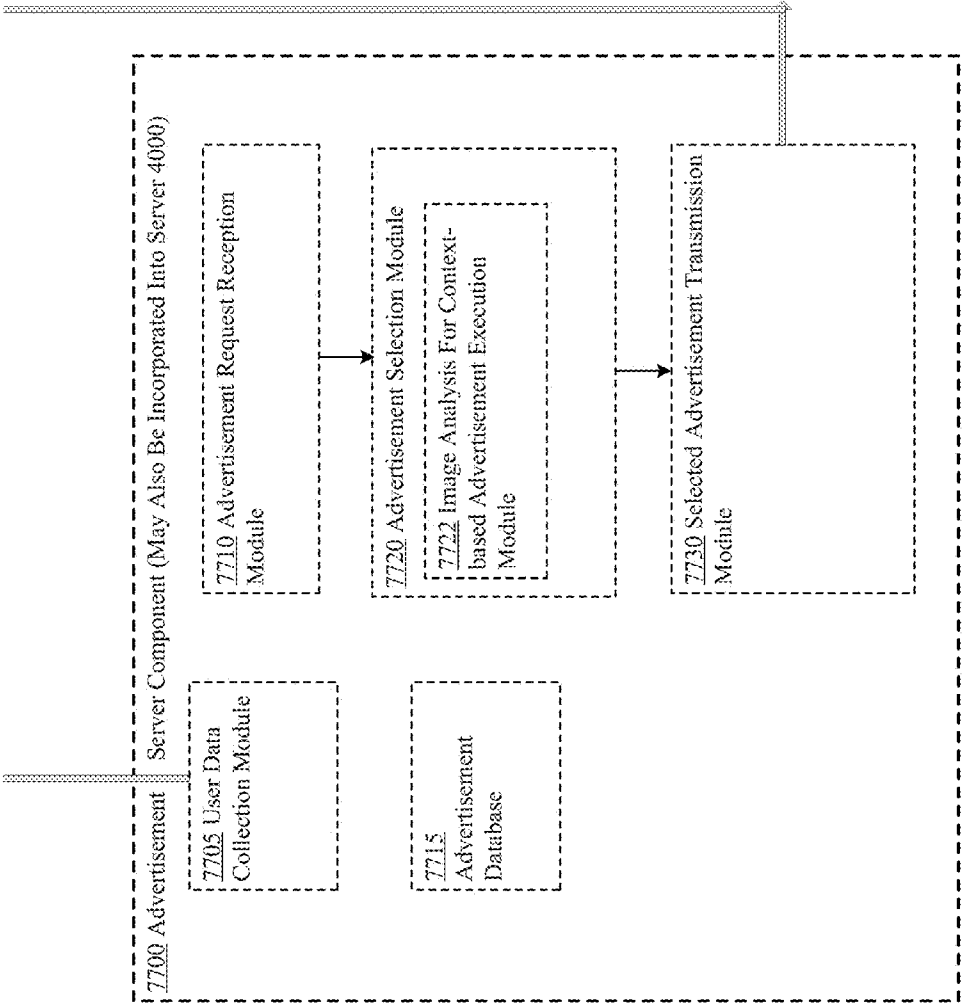 7700 Advertisement Server Component (May Also Be Incorporated Into Server 4000)
7705 User Data
Collection Module
7715
Advertisement
Database
7710 Advertisement Request Reception
Module
7720 Advertisement Selection Module
7722 Image Analysis For Context-
based Advertisement Execution
Module
7730 Selected Advertisement Transmission
Module